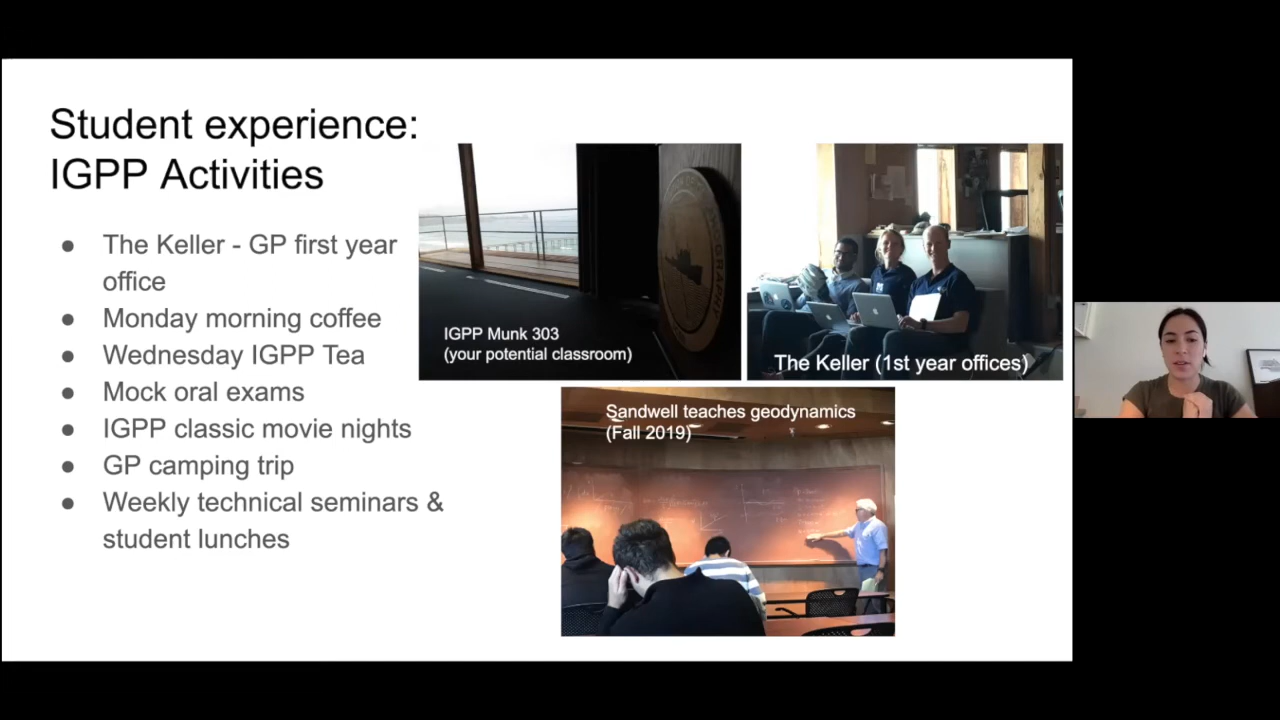 Student experience:
IGPP Activities
● The Keller - GP first year
office
● Monday morning coffee
● Wednesday IGPP Tea
● Mock oral exams
● IGPP classic movie nights
● GP camping trip
● Weekly technical seminars &
student lunches
IGPP Munk 303
(your potential classroom)
The Keller (1st year offices)
Sandwell teaches geodynamics
(Fall 2019)